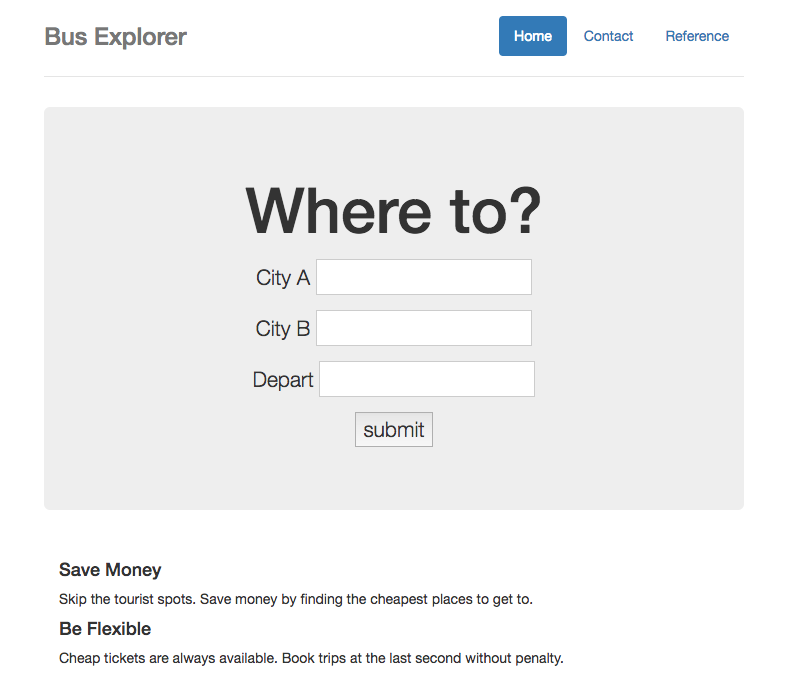 Bus Explorer
Home Contact Reference
Where to?
City A
City B
Depart
submit
Save Money
Skip the tourist spots. Save money by finding the cheapest places to get to.
Be Flexible
Cheap tickets are always available. Book trips at the last second without penalty.